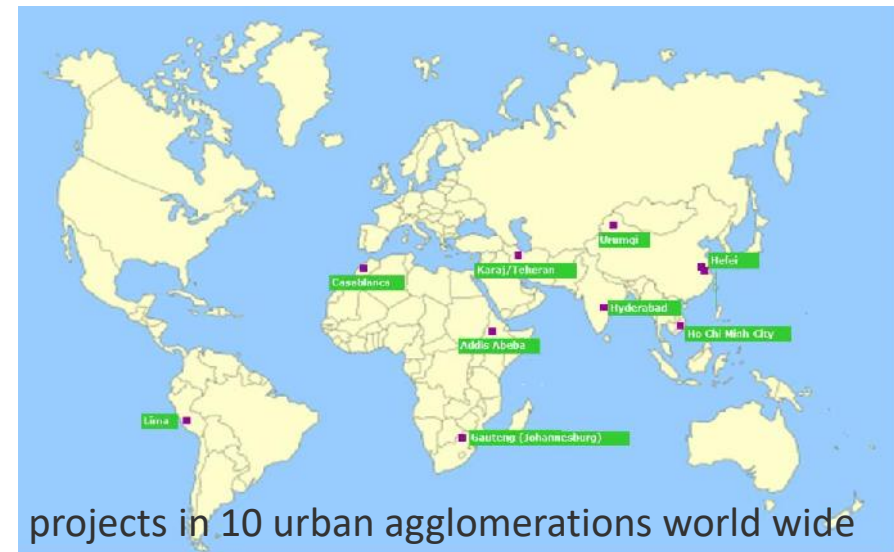 Urumqi
Hefei
Karaj/Teheran
Casablanca
Hyderabad
Ho Chi Minh City
Addis Abeba
Lima
Gauteng (Johannesburg)
projects in 10 urban agglomerations world wide